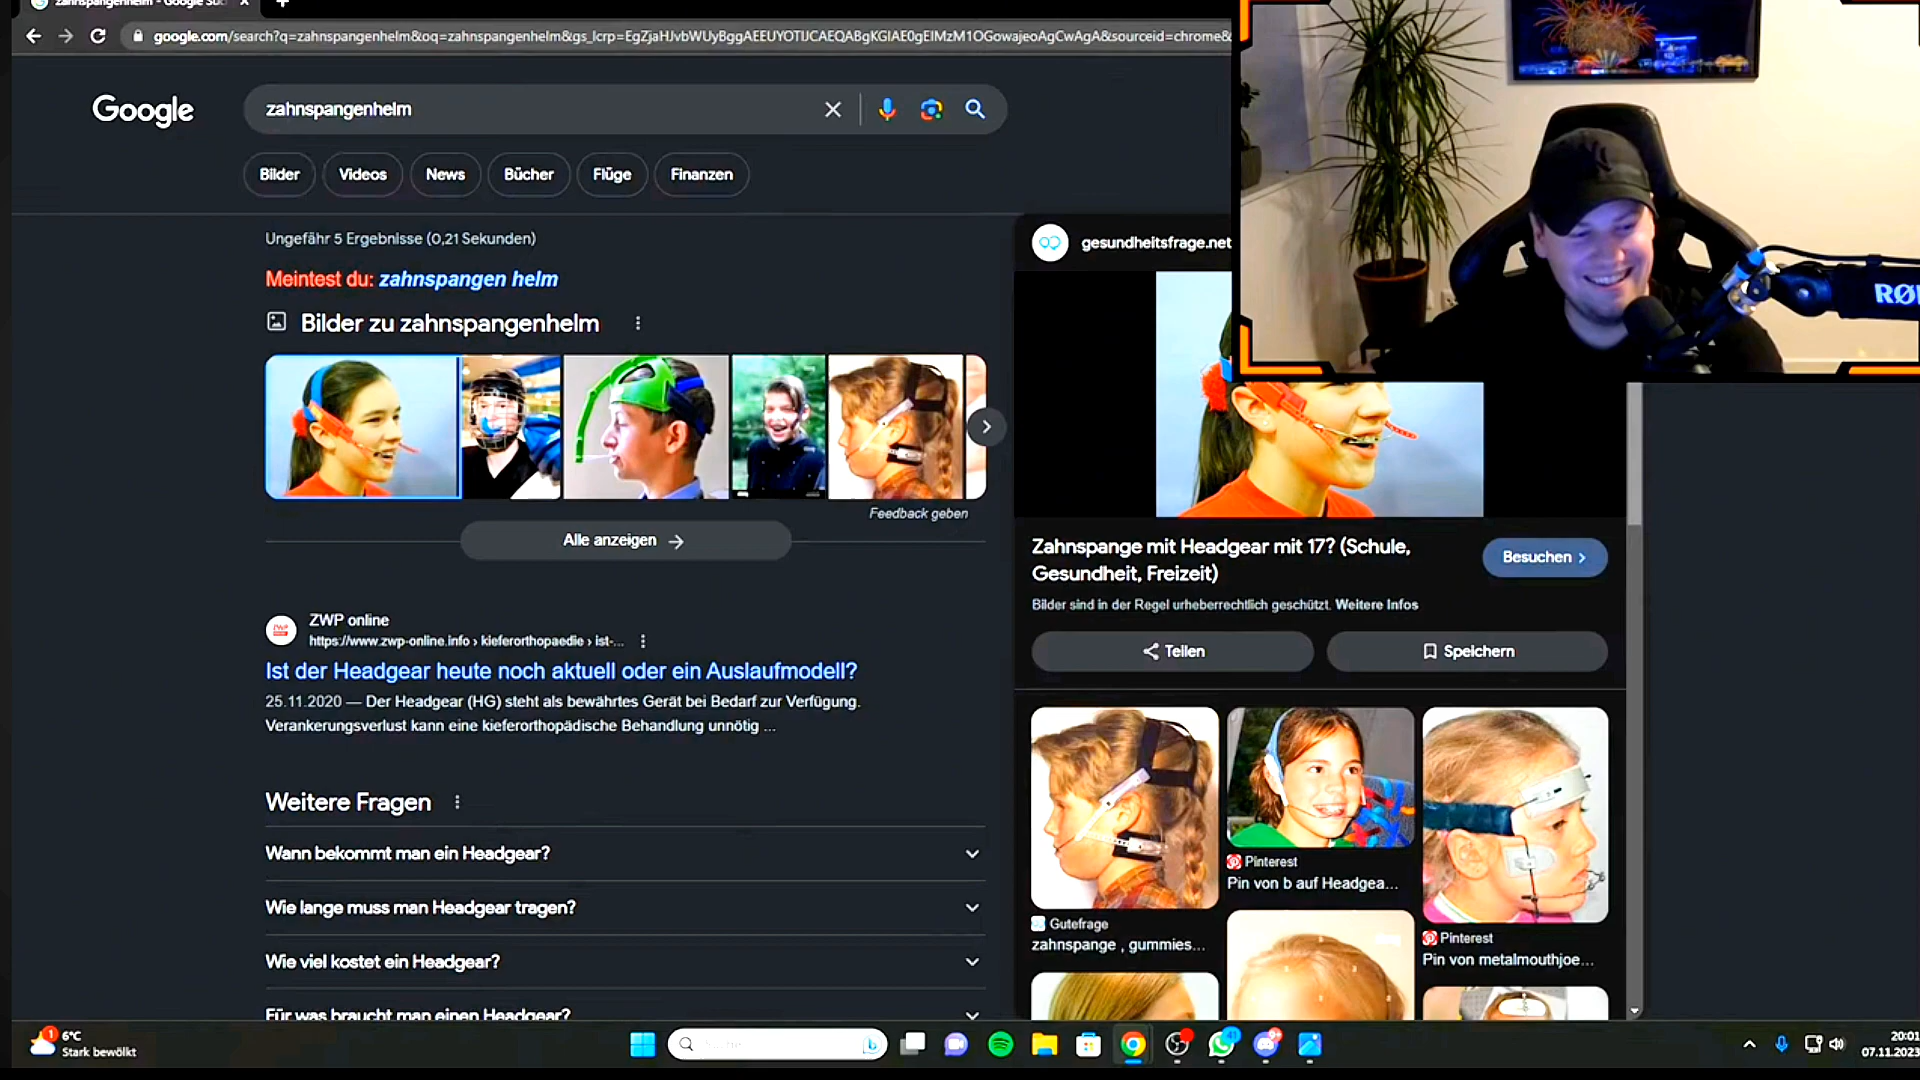 zahnspangenhelm - Google Suc
google.com/search?q=zahnspangenhelm&oq=zahnspangenhelm&gs_lcrp=EgZjaHJvbWUyBggAEEUYOTIJCAEQABgKGIAE0gEIMzM1OGowajeoAgCwAgA&sourceid=chrome&
Google
zahnspangenhelm
Bilder
Videos
News
Bücher
Flüge
Finanzen
Ungefähr 5 Ergebnisse (0,21 Sekunden)
Meintest du: zahnspangen helm
Bilder zu zahnspangenhelm
Feedback geben
Alle anzeigen
ZWP online
https://www.zwp-online.info › kieferorthopaedie › ist-...
Ist der Headgear heute noch aktuell oder ein Auslaufmodell?
25.11.2020 — Der Headgear (HG) steht als bewährtes Gerät bei Bedarf zur Verfügung.
Verankerungsverlust kann eine kieferorthopädische Behandlung unnötig ...
Weitere Fragen
Wann bekommt man ein Headgear?
Wie lange muss man Headgear tragen?
Wie viel kostet ein Headgear?
Für was braucht man einen Headgear?
gesundheitsfrage.net
RØ
Zahnspange mit Headgear mit 17? (Schule,
Gesundheit, Freizeit)
Besuchen
Bilder sind in der Regel urheberrechtlich geschützt. Weitere Infos
Teilen
Speichern
Gutefrage
zahnspange , gummies...
Pinterest
Pin von b auf Headgea...
Pinterest
Pin von metalmouthjoe...
1
6°C
Stark bewölkt
Suche
20:01
07.11.2023